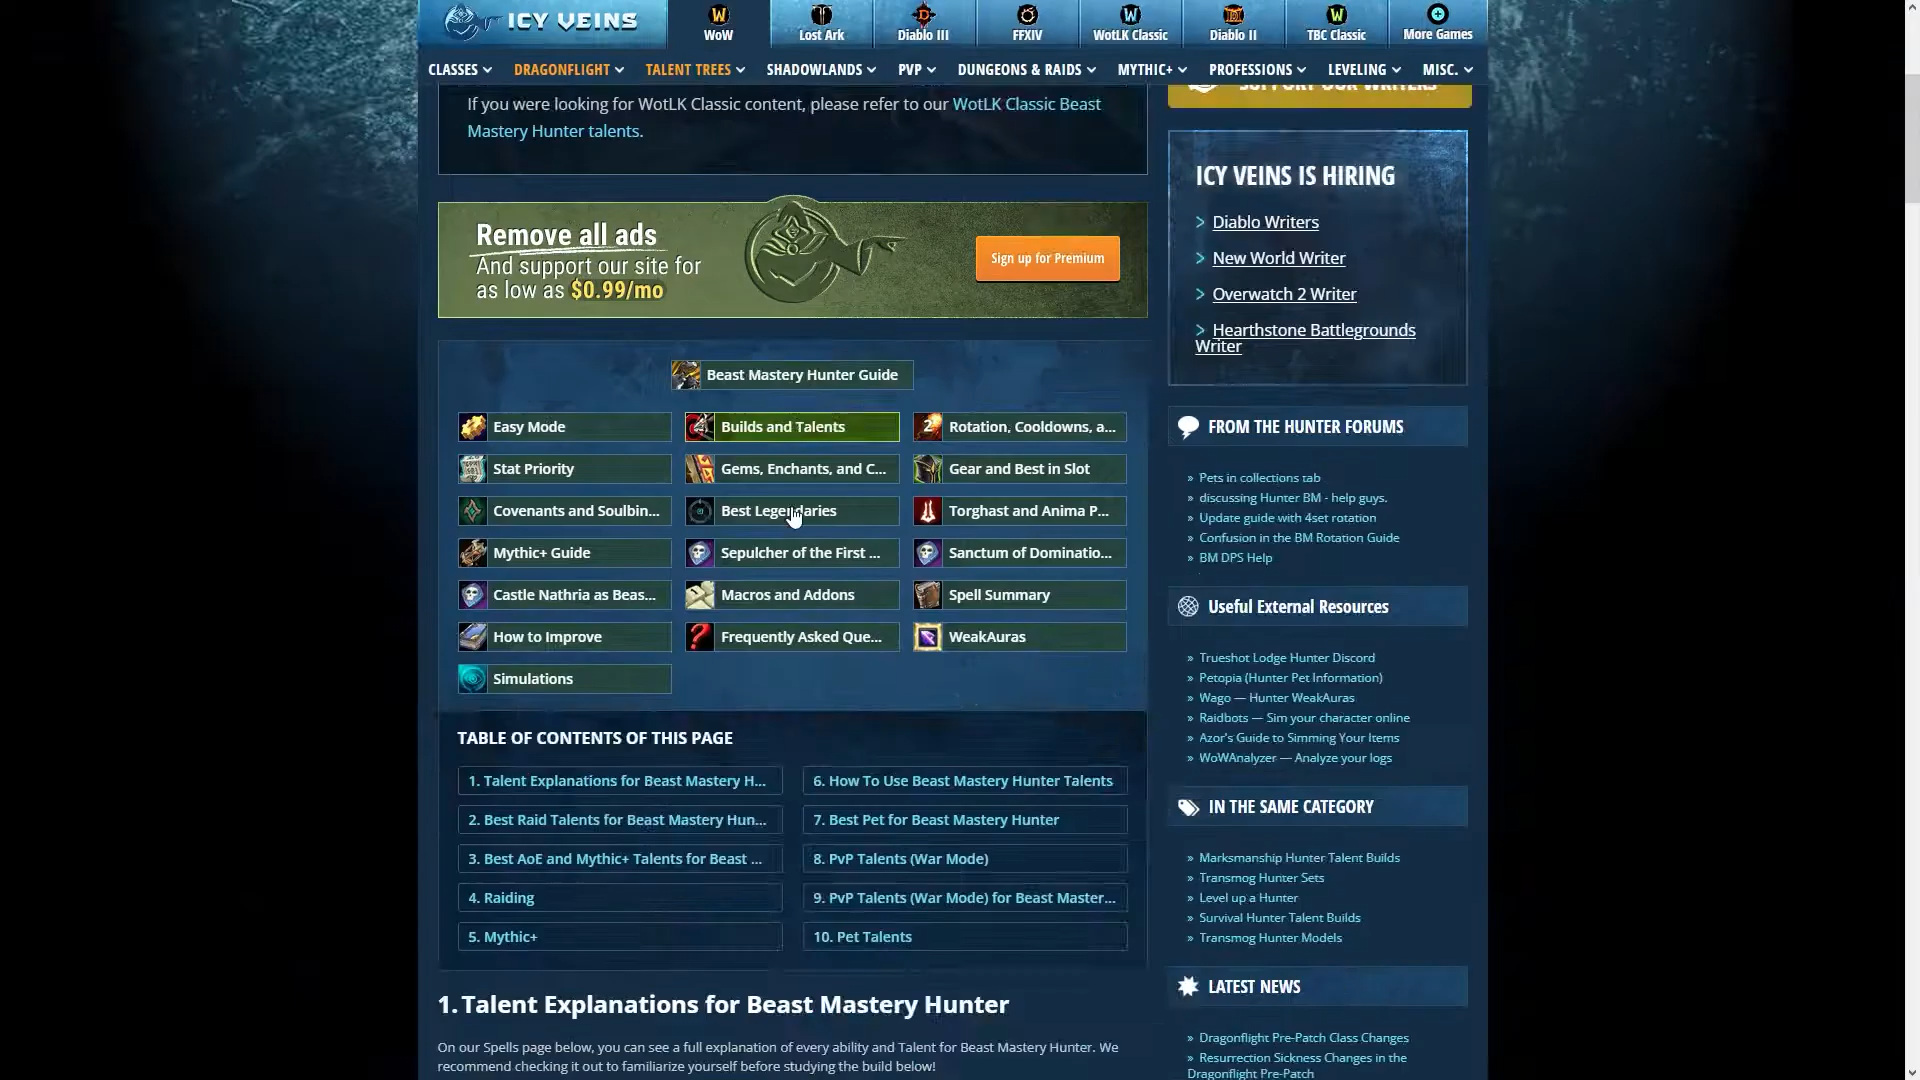 ICY VEINS
WoW
Lost Ark
Diablo III
FFXIV
WotLK Classic
Diablo II
TBC Classic
More Games
CLASSES
DRAGONFLIGHT
TALENT TREES
SHADOWLANDS
PVP
DUNGEONS & RAIDS
MYTHIC+
PROFESSIONS
LEVELING
MISC.
If you were looking for WotLK Classic content, please refer to our WotLK Classic Beast
Mastery Hunter talents.
Remove all ads
And support our site for
as low as $0.99/mo
Sign up for Premium
Beast Mastery Hunter Guide
Easy Mode
Builds and Talents
2 Rotation, Cooldowns, a...
Stat Priority
Gems, Enchants, and C...
Gear and Best in Slot
Covenants and Soulbin...
Best Legendaries
Torghast and Anima P...
Mythic+ Guide
Sepulcher of the First ...
Sanctum of Dominatio...
Castle Nathria as Beas...
Macros and Addons
Spell Summary
How to Improve
? Frequently Asked Que...
WeakAuras
Simulations
TABLE OF CONTENTS OF THIS PAGE
1. Talent Explanations for Beast Mastery H...
2. Best Raid Talents for Beast Mastery Hun...
3. Best AoE and Mythic+ Talents for Beast ...
4. Raiding
5. Mythic+
6. How To Use Beast Mastery Hunter Talents
7. Best Pet for Beast Mastery Hunter
8. PvP Talents (War Mode)
9. PvP Talents (War Mode) for Beast Master...
10. Pet Talents
1. Talent Explanations for Beast Mastery Hunter
On our Spells page below, you can see a full explanation of every ability and Talent for Beast Mastery Hunter. We
recommend checking it out to familiarize yourself before studying the build below!
SUPPORT OUR WRITERS
ICY VEINS IS HIRING
> Diablo Writers
> New World Writer
> Overwatch 2 Writer
> Hearthstone Battlegrounds
Writer
FROM THE HUNTER FORUMS
» Pets in collections tab
» discussing Hunter BM - help guys.
» Update guide with 4set rotation
» Confusion in the BM Rotation Guide
» BM DPS Help
Useful External Resources
» Trueshot Lodge Hunter Discord
» Petopia (Hunter Pet Information)
» Wago — Hunter WeakAuras
» Raidbots — Sim your character online
» Azor's Guide to Simming Your Items
» WoWAnalyzer — Analyze your logs
IN THE SAME CATEGORY
» Marksmanship Hunter Talent Builds
» Transmog Hunter Sets
» Level up a Hunter
» Survival Hunter Talent Builds
» Transmog Hunter Models
LATEST NEWS
» Dragonflight Pre-Patch Class Changes
» Resurrection Sickness Changes in the
Dragonflight Pre-Patch